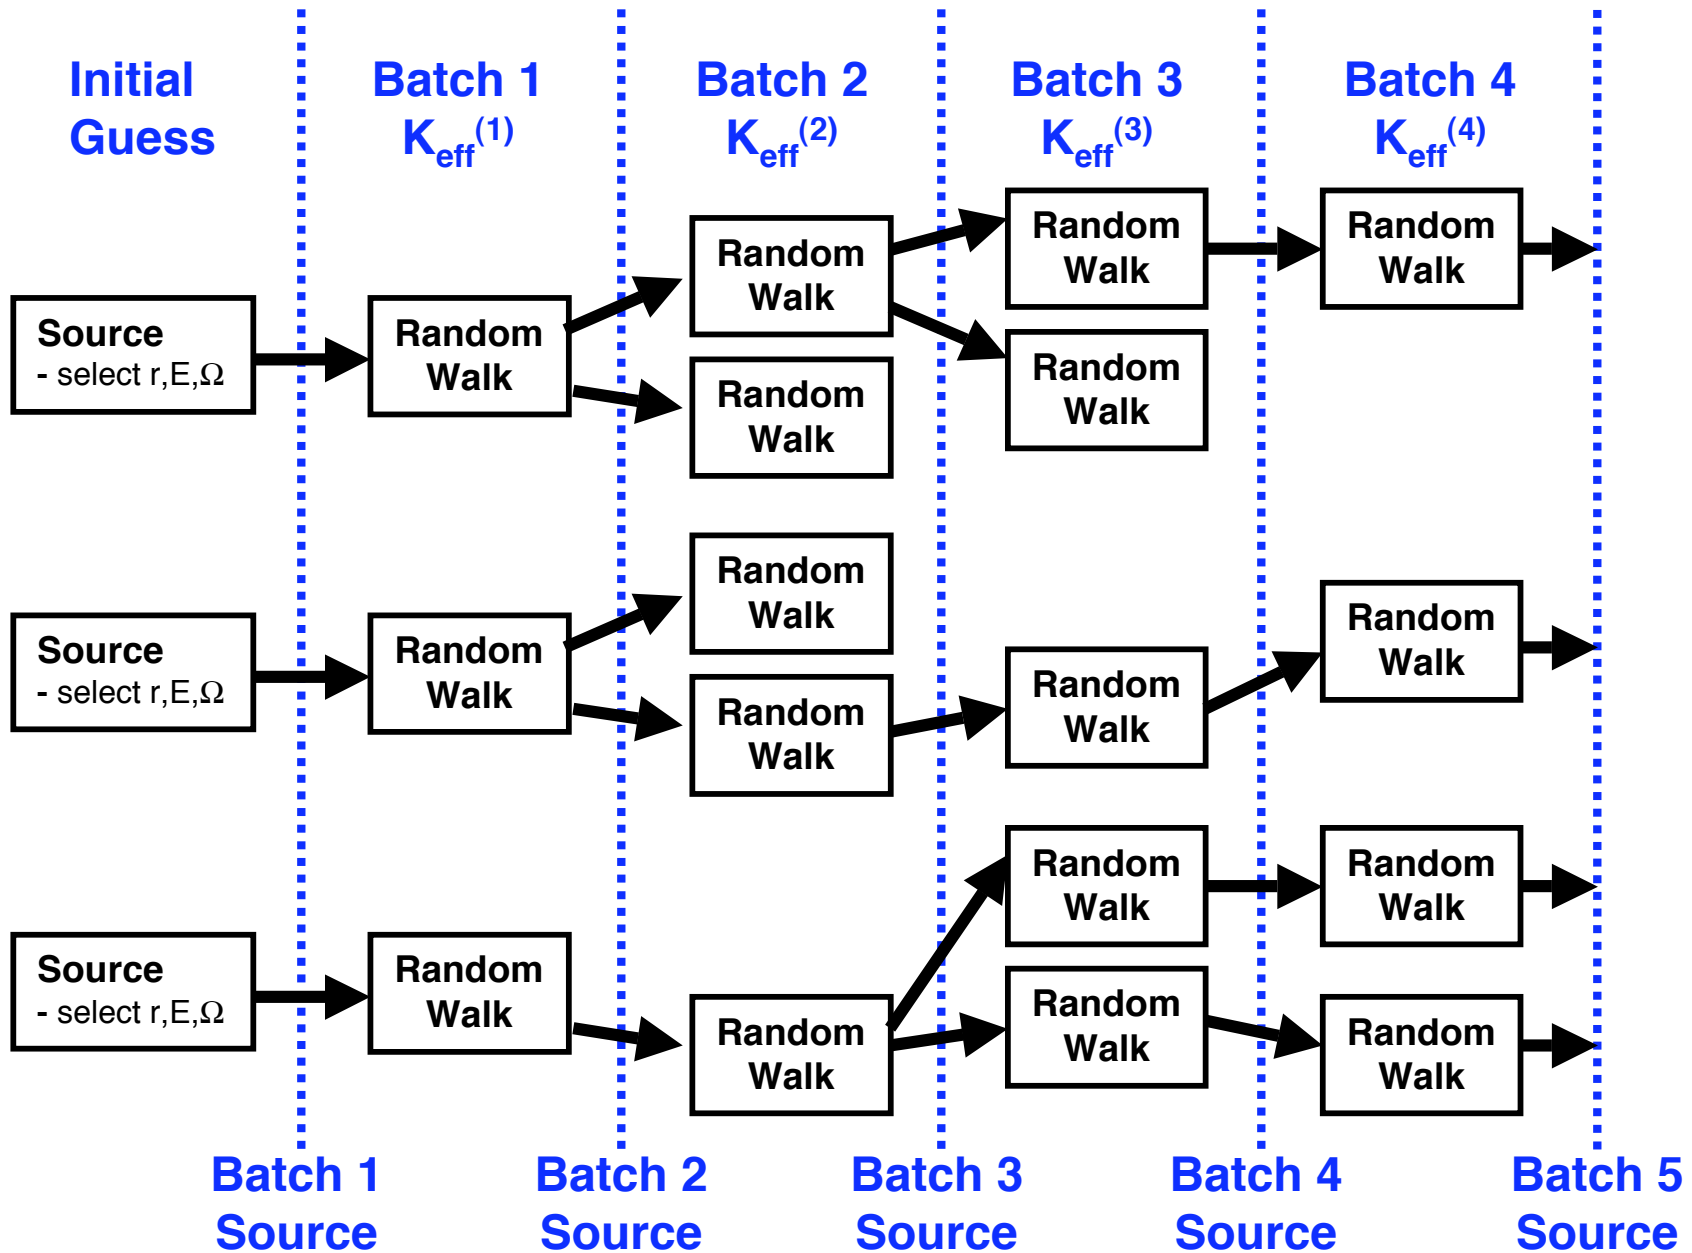 Initial
Guess
Batch 1
Keff(1)
Batch 2
Keff(2)
Batch 3
Keff(3)
Batch 4
Keff(4)
Source
- select r,E,Ω
Random
Walk
Random
Walk
Random
Walk
Random
Walk
Random
Walk
Random
Walk
Source
- select r,E,Ω
Random
Walk
Random
Walk
Random
Walk
Random
Walk
Random
Walk
Source
- select r,E,Ω
Random
Walk
Random
Walk
Random
Walk
Random
Walk
Random
Walk
Random
Walk
Batch 1
Source
Batch 2
Source
Batch 3
Source
Batch 4
Source
Batch 5
Source